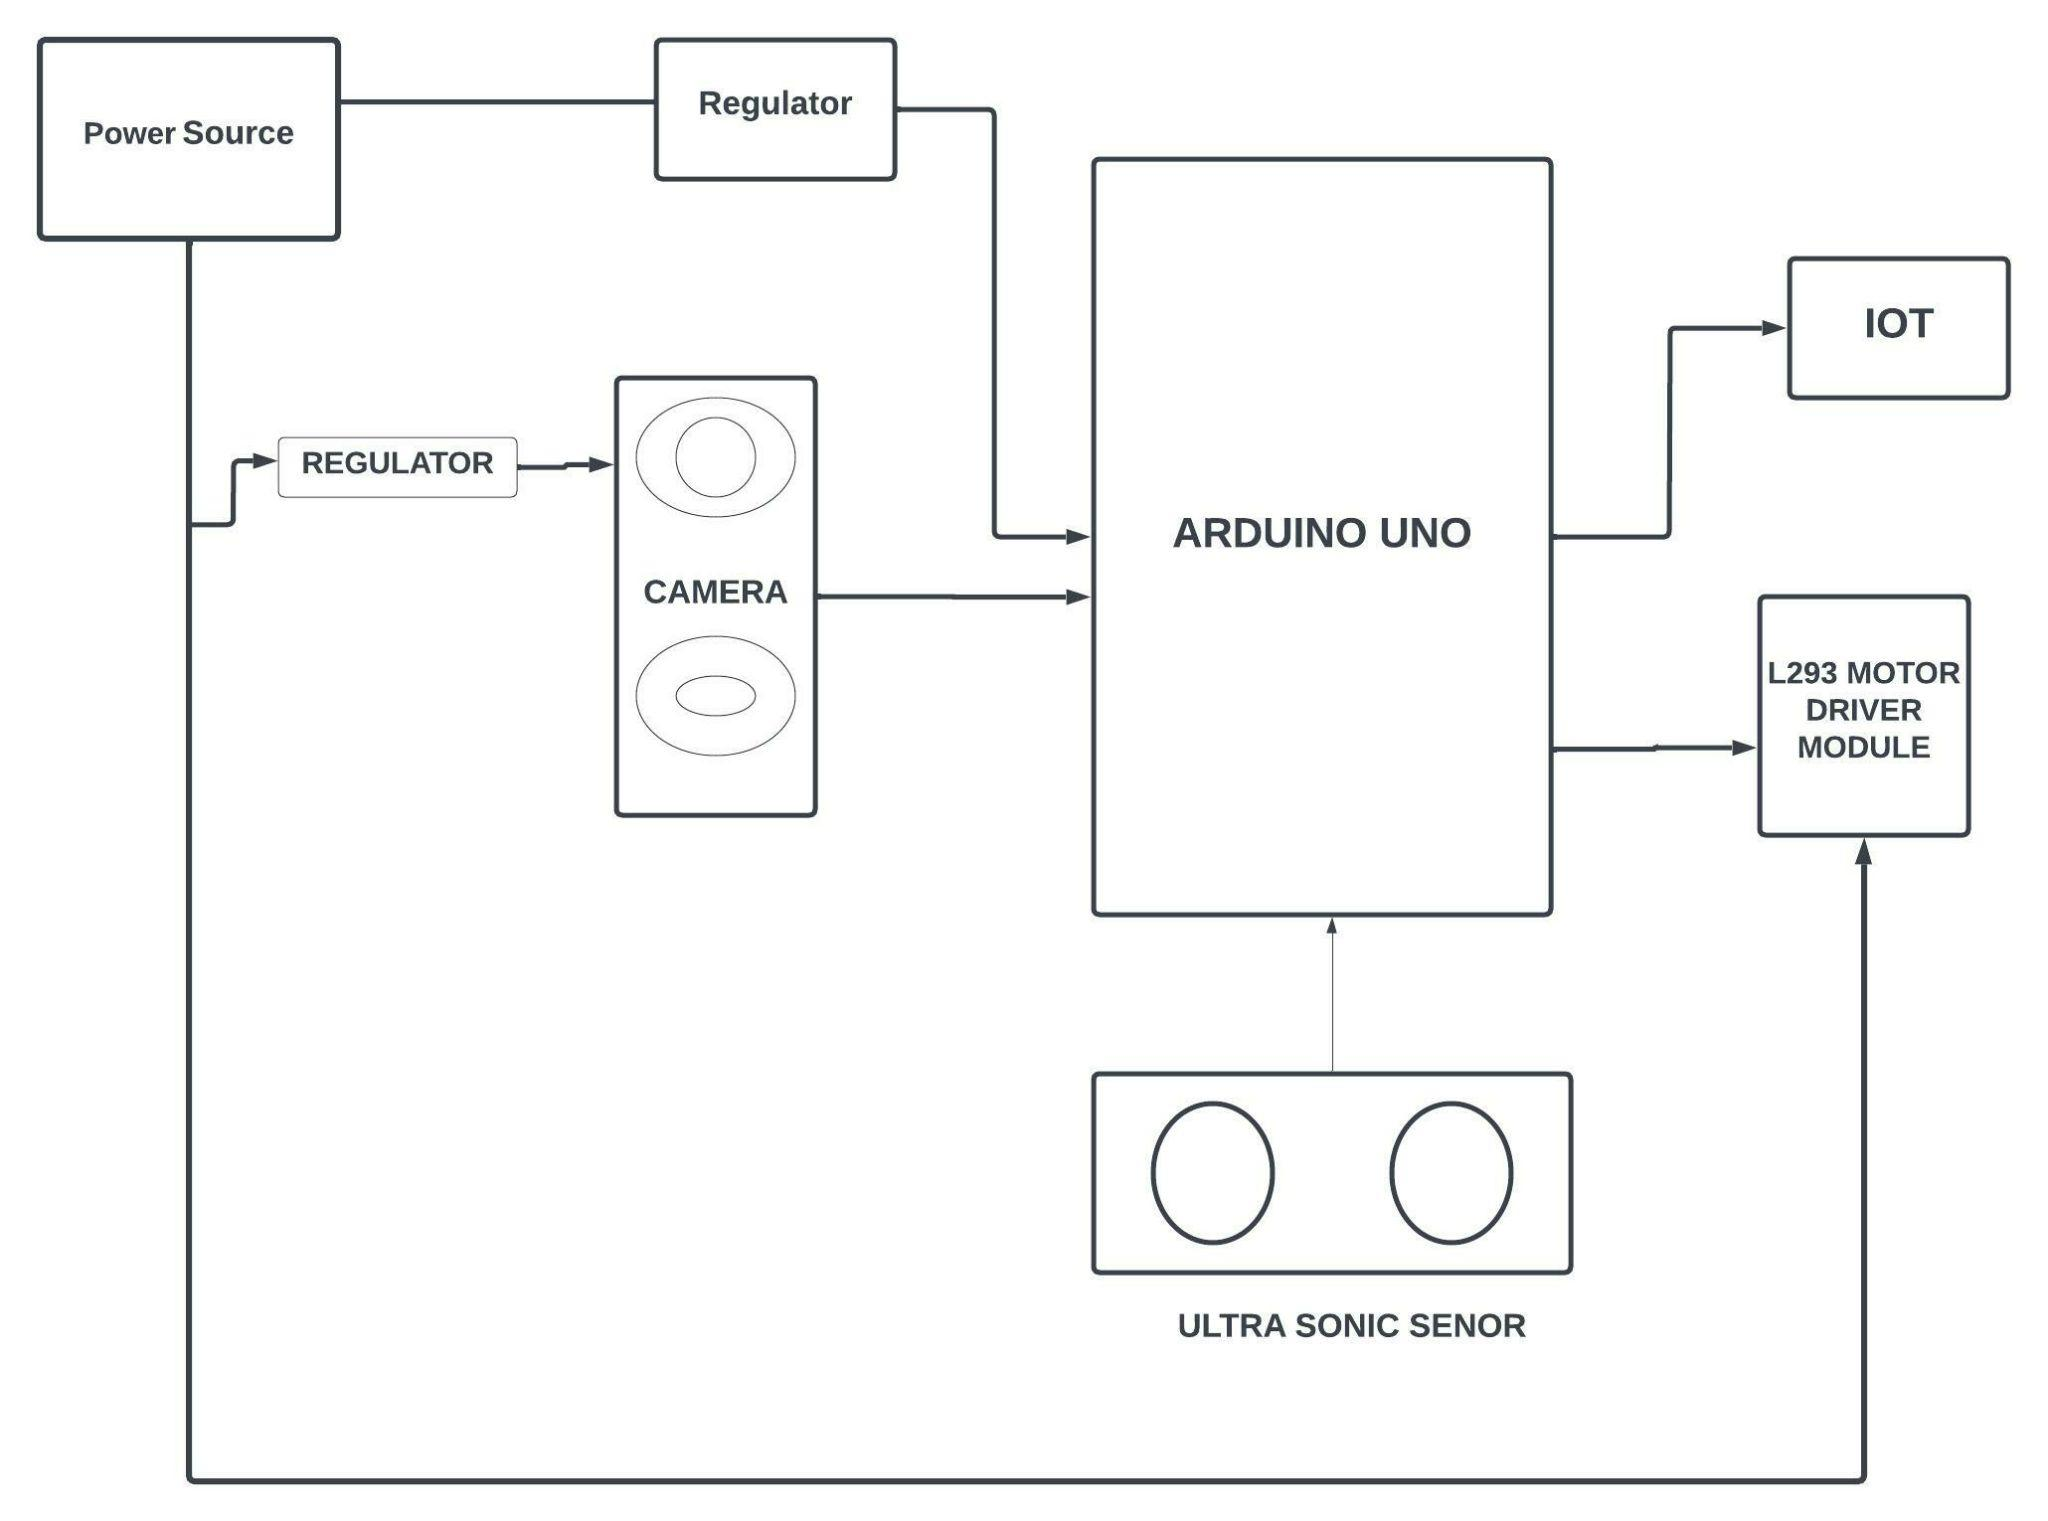 Power Source
Regulator
IOT
REGULATOR
ARDUINO UNO
CAMERA
L293 MOTOR
DRIVER
MODULE
ULTRA SONIC SENOR